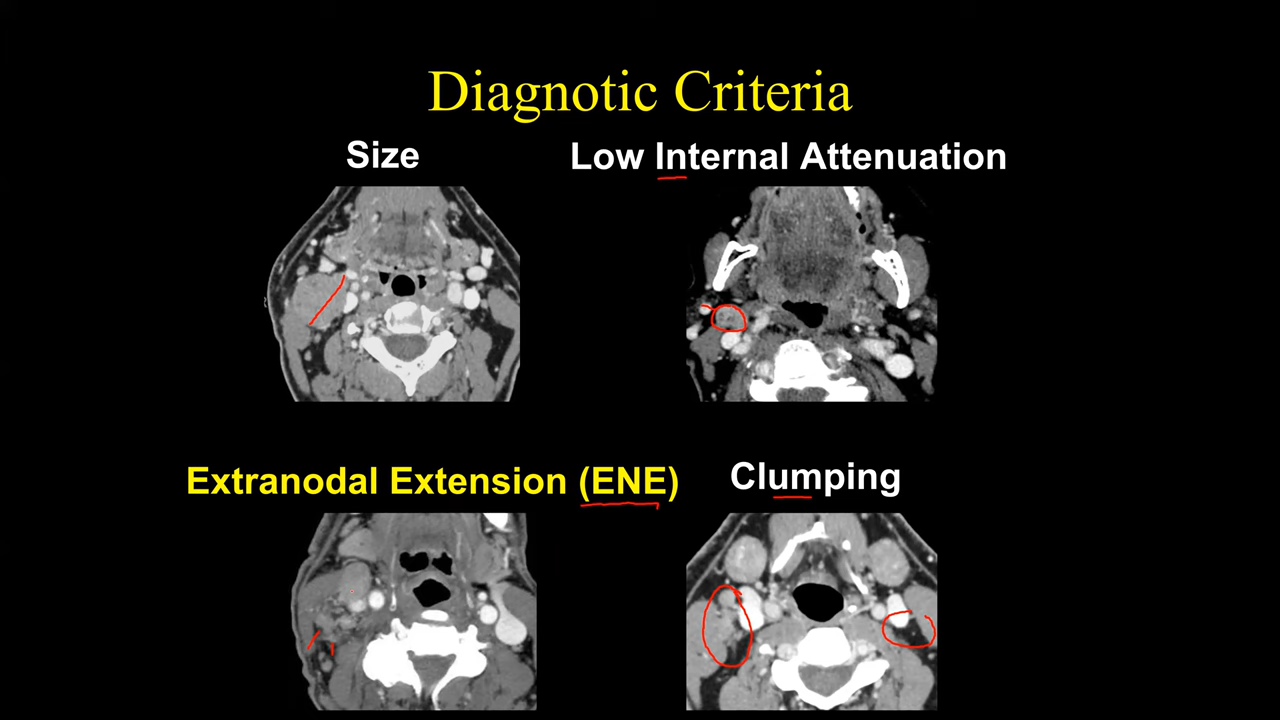 Diagnotic Criteria
Size
Low Internal Attenuation
Extranodal Extension (ENE)
Clumping